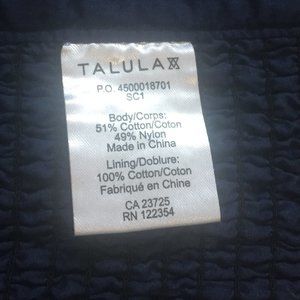 TALULA
P.O. 4500018701
SC1
Body/Corps:
51% Cotton/Coton
49% Nylon
Made in China
Lining/Doblure:
100% Cotton/Coton
Fabriqué en Chine
CA 23725
RN 122354